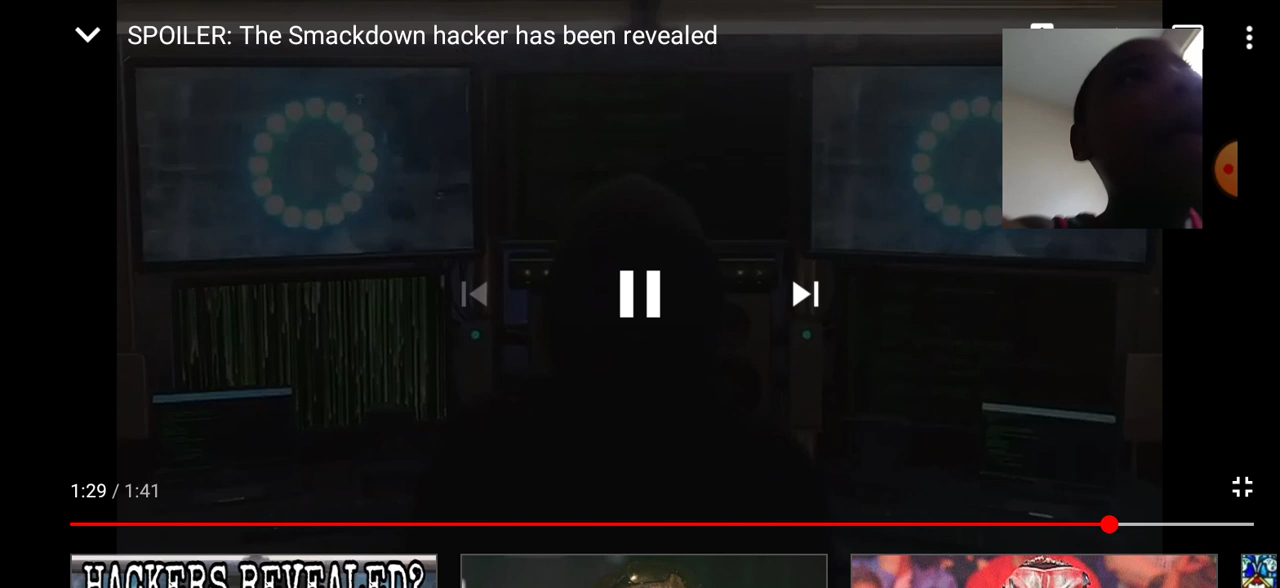 SPOILER: The Smackdown hacker has been revealed
1:29 / 1:41
HACKERS REVEALED?